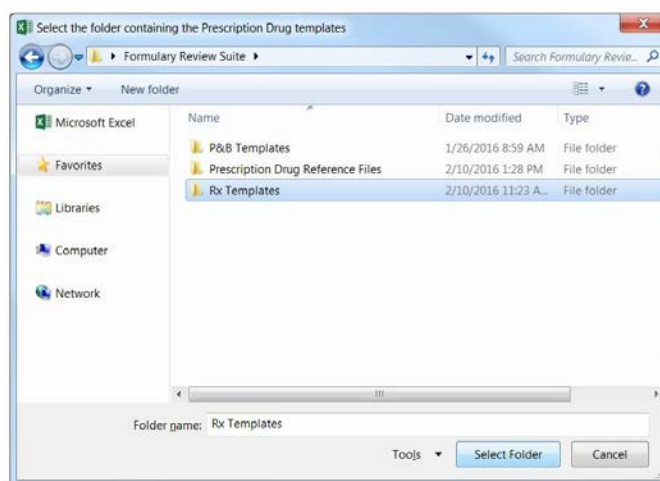 Select the folder containing the Prescription Drug templates
Formulary Review Suite
Search Formulary Revie...
Organize
New folder
Name Date modified Type
Microsoft Excel
Favorites
Libraries
Computer
Network
P&B Templates 1/26/2016 8:59 AM File folder
Prescription Drug Reference Files 2/10/2016 1:28 PM File folder
Rx Templates 2/10/2016 11:23 A... File folder
Folder name: Rx Templates
Tools Select Folder Cancel